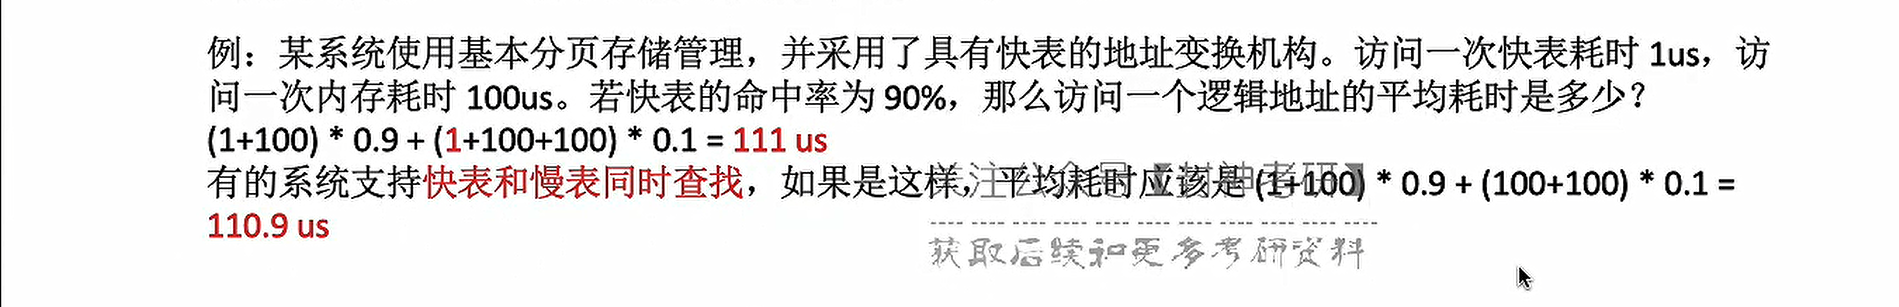 例：某系统使用基本分页存储管理，并采用了具有快表的地址变换机构。访问一次快表耗时 1us，访
问一次内存耗时 100us。若快表的命中率为 90%，那么访问一个逻辑地址的平均耗时是多少？
(1+100) * 0.9 + (1+100+100) * 0.1 = 111 us
有的系统支持快表和慢表同时查找，如果是这样，平均耗时应该是 (1+100) * 0.9 + (100+100) * 0.1 =
110.9 us
获取后续和更多考研资料